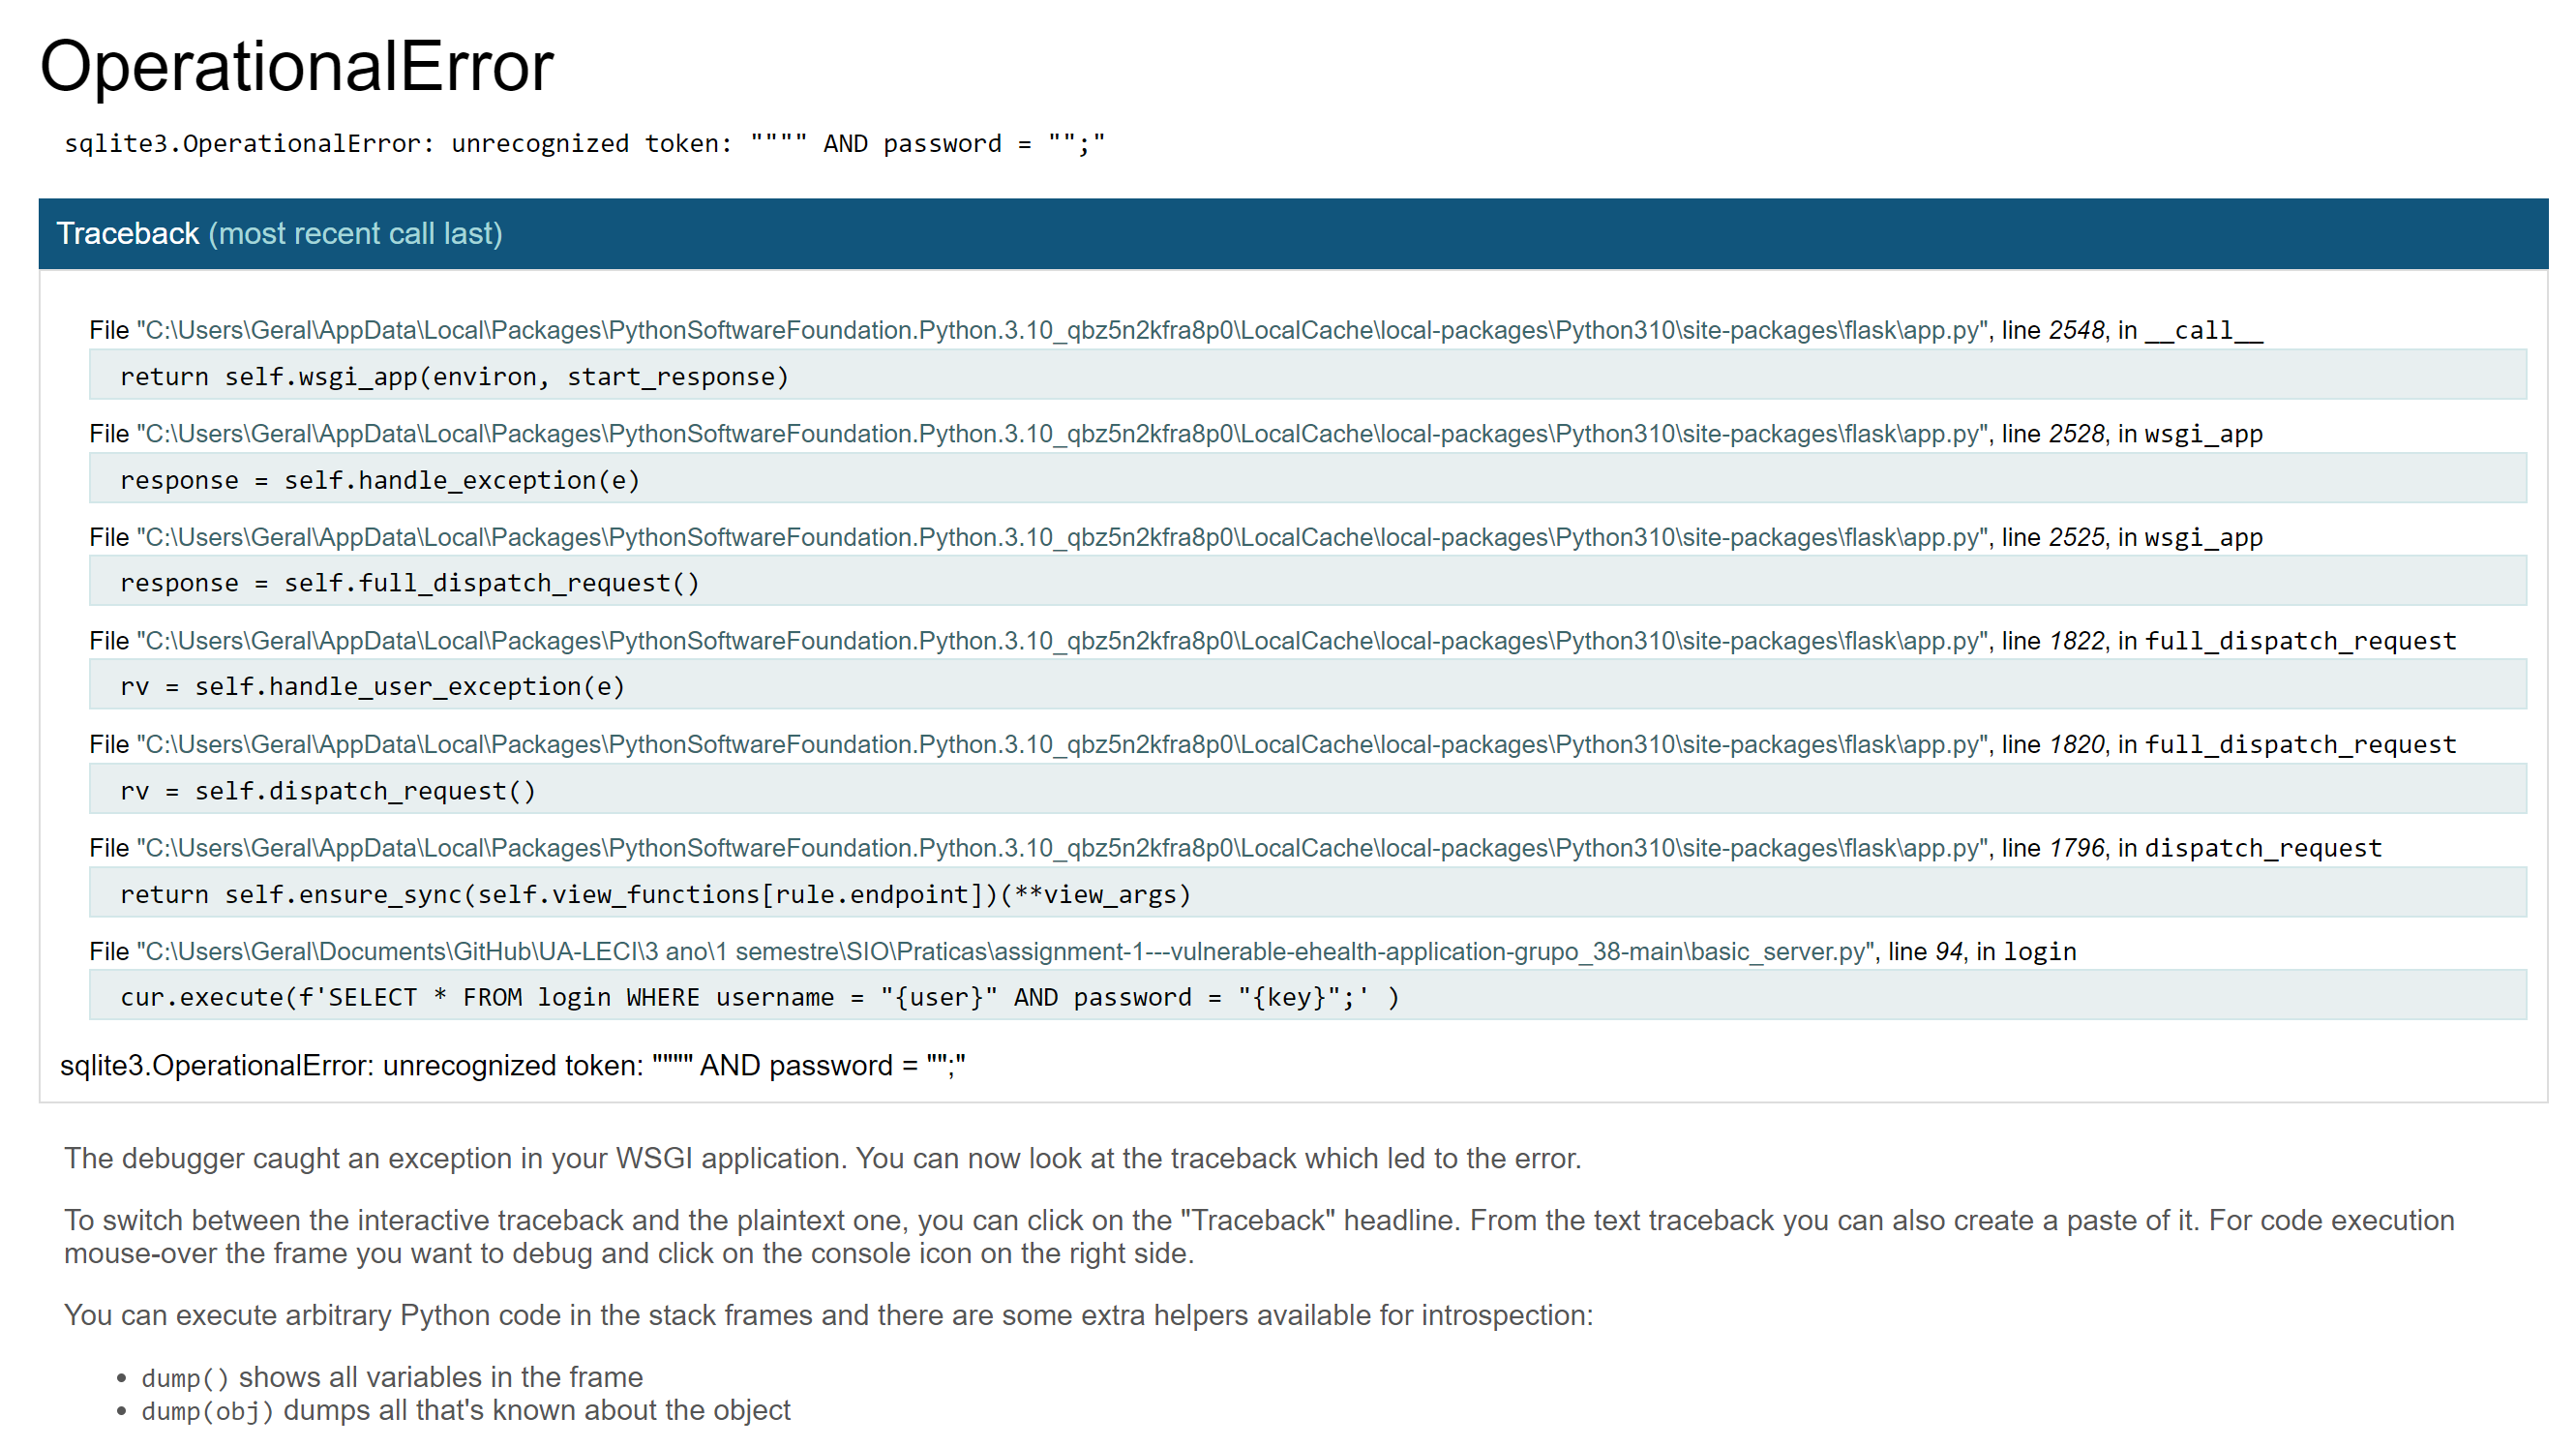 OperationalError
sqlite3.OperationalError: unrecognized token: """" AND password = "";"
Traceback (most recent call last)
File "C:\Users\Geral\AppData\Local\Packages\PythonSoftwareFoundation.Python.3.10_qbz5n2kfra8p0\LocalCache\local-packages\Python310\site-packages\flask\app.py", line 2548, in __call__
return self.wsgi_app(environ, start_response)
File "C:\Users\Geral\AppData\Local\Packages\PythonSoftwareFoundation.Python.3.10_qbz5n2kfra8p0\LocalCache\local-packages\Python310\site-packages\flask\app.py", line 2528, in wsgi_app
response = self.handle_exception(e)
File "C:\Users\Geral\AppData\Local\Packages\PythonSoftwareFoundation.Python.3.10_qbz5n2kfra8p0\LocalCache\local-packages\Python310\site-packages\flask\app.py", line 2525, in wsgi_app
response = self.full_dispatch_request()
File "C:\Users\Geral\AppData\Local\Packages\PythonSoftwareFoundation.Python.3.10_qbz5n2kfra8p0\LocalCache\local-packages\Python310\site-packages\flask\app.py", line 1822, in full_dispatch_request
rv = self.handle_user_exception(e)
File "C:\Users\Geral\AppData\Local\Packages\PythonSoftwareFoundation.Python.3.10_qbz5n2kfra8p0\LocalCache\local-packages\Python310\site-packages\flask\app.py", line 1820, in full_dispatch_request
rv = self.dispatch_request()
File "C:\Users\Geral\AppData\Local\Packages\PythonSoftwareFoundation.Python.3.10_qbz5n2kfra8p0\LocalCache\local-packages\Python310\site-packages\flask\app.py", line 1796, in dispatch_request
return self.ensure_sync(self.view_functions[rule.endpoint])(**view_args)
File "C:\Users\Geral\Documents\GitHub\UA-LECI\3 ano\1 semestre\SIO\Praticas\assignment-1---vulnerable-ehealth-application-grupo_38-main\basic_server.py", line 94, in login
cur.execute(f'SELECT * FROM login WHERE username = "{user}" AND password = "{key}";' )
sqlite3.OperationalError: unrecognized token: """" AND password = "";"
The debugger caught an exception in your WSGI application. You can now look at the traceback which led to the error.
To switch between the interactive traceback and the plaintext one, you can click on the "Traceback" headline. From the text traceback you can also create a paste of it. For code execution
mouse-over the frame you want to debug and click on the console icon on the right side.
You can execute arbitrary Python code in the stack frames and there are some extra helpers available for introspection:
• dump() shows all variables in the frame
• dump(obj) dumps all that's known about the object